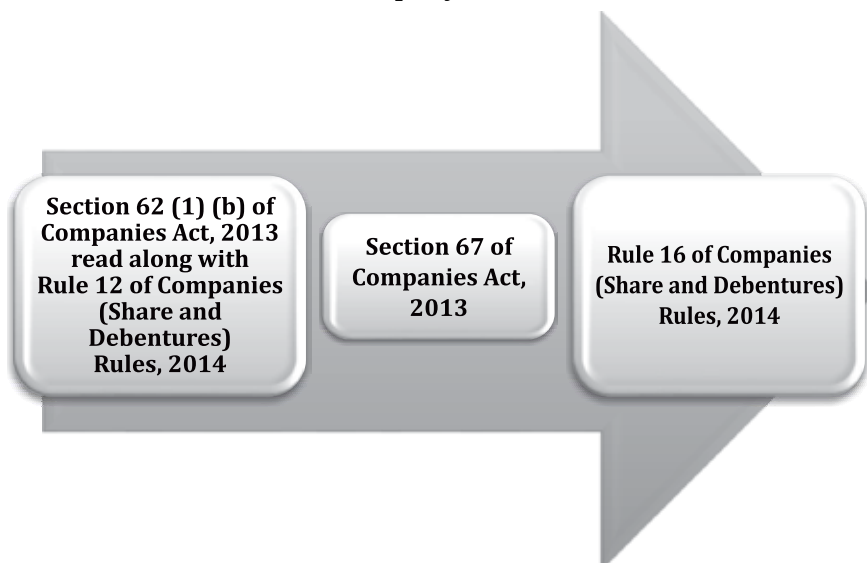 Section 62 (1) (b) of
Companies Act, 2013
read along with
Rule 12 of Companies
(Share and
Debentures)
Rules, 2014
Section 67 of
Companies Act,
2013
Rule 16 of Companies
(Share and Debentures)
Rules, 2014